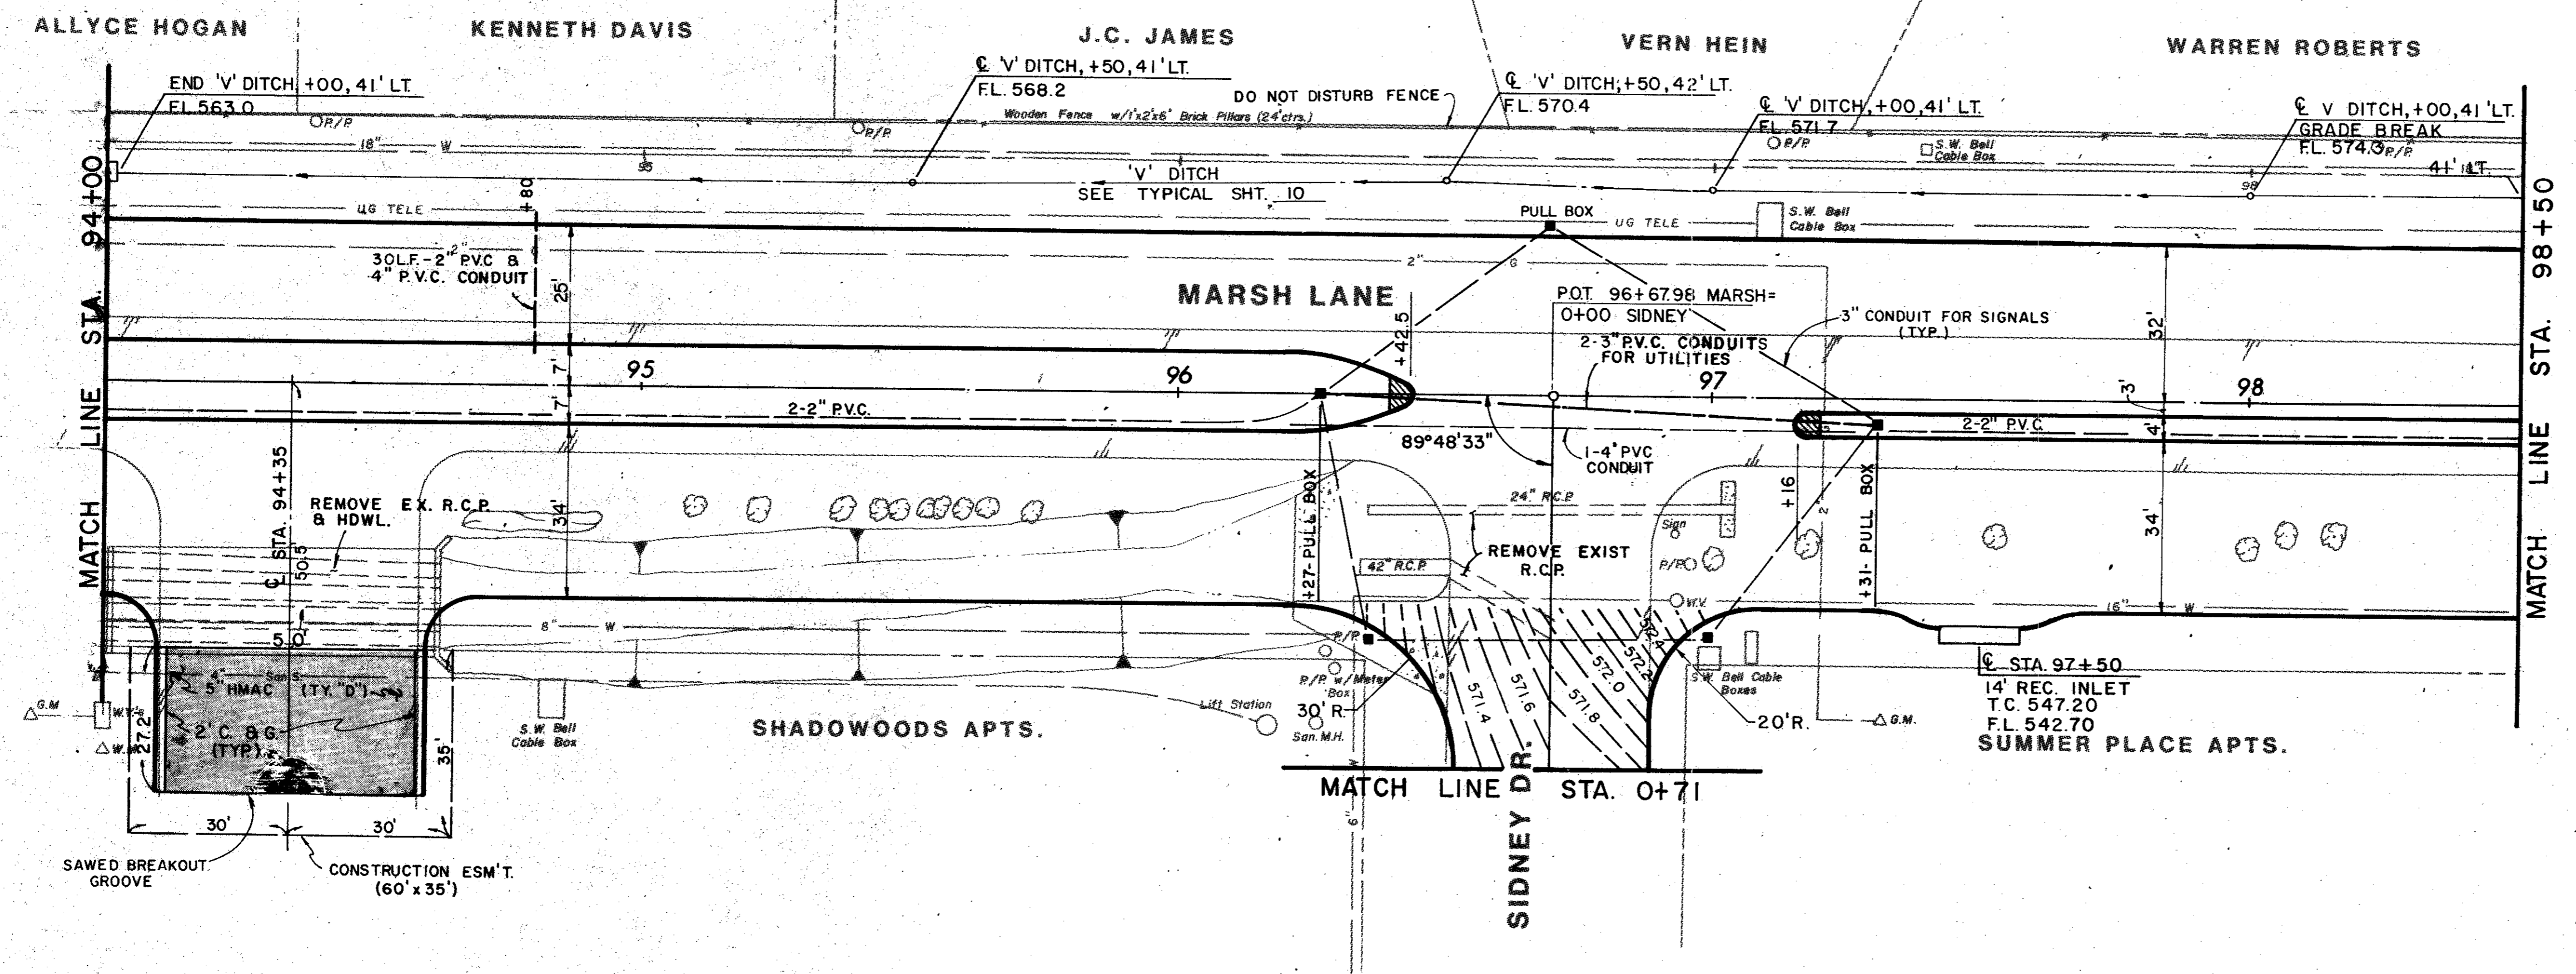 ALLYCE HOGAN
KENNETH DAVIS
J.C. JAMES
VERN HEIN
WARREN ROBERTS
END 'V' DITCH, +00, 41' LT.
F.L. 563.0
℄ 'V' DITCH, +50, 41' LT.
F.L. 568.2
℄ 'V' DITCH, +50, 42' LT.
F.L. 570.4
℄ 'V' DITCH, +00, 41' LT.
F.L. 571.7
℄ V DITCH, +00, 41' LT.
GRADE BREAK
F.L. 574.3
P/P
DO NOT DISTURB FENCE
Wooden Fence w/1'x2'x6' Brick Pillars (24'ctrs.)
P/P
P/P
P/P
S.W. Bell
Cable Box
18" W
95
98
41' LT.
'V' DITCH
SEE TYPICAL SHT. 10
+80
UG TELE
PULL BOX
UG TELE
S.W. Bell
Cable Box
MATCH LINE STA. 94+00
MATCH LINE STA. 98+50
2"
30 L.F. - 2" P.V.C &
4" P.V.C. CONDUIT
25'
2" G
MARSH LANE
P.O.T. 96+67.98 MARSH=
0+00 SIDNEY
3" CONDUIT FOR SIGNALS
(TYP.)
32'
+42.5
2-3" P.V.C. CONDUITS
FOR UTILITIES
7'
95
96
97
98
3'
7'
2-2" P.V.C.
2-2" P.V.C.
4'
89°48'33"
1-4" PVC
CONDUIT
℄ STA. 94+35
50.5'
REMOVE EX. R.C.P.
& HDWL.
34'
+27-PULL BOX
24" R.C.P.
Sign
+16
2"
+31-PULL BOX
34'
REMOVE EXIST
R.C.P.
42" R.C.P.
P/P
W.V.
5.0'
8" W
16" W
P/P
P/P w/Meter
Box
572.4
572.2
572.0
571.8
571.6
571.4
S.W. Bell Cable
Boxes
℄ STA. 97+50
14' REC. INLET
T.C. 547.20
F.L. 542.70
4" San S.
5" HMAC (TY. "D")
2' C. & G.
(TYP.)
G.M
27.2'
35'
S.W. Bell
Cable Box
SHADOWOODS APTS.
Lift Station
San. M.H.
30' R.
20' R.
G.M.
SUMMER PLACE APTS.
MATCH LINE STA. 0+71
SIDNEY DR.
W
6"
30'
30'
SAWED BREAKOUT
GROOVE
CONSTRUCTION ESM'T.
(60' x 35')